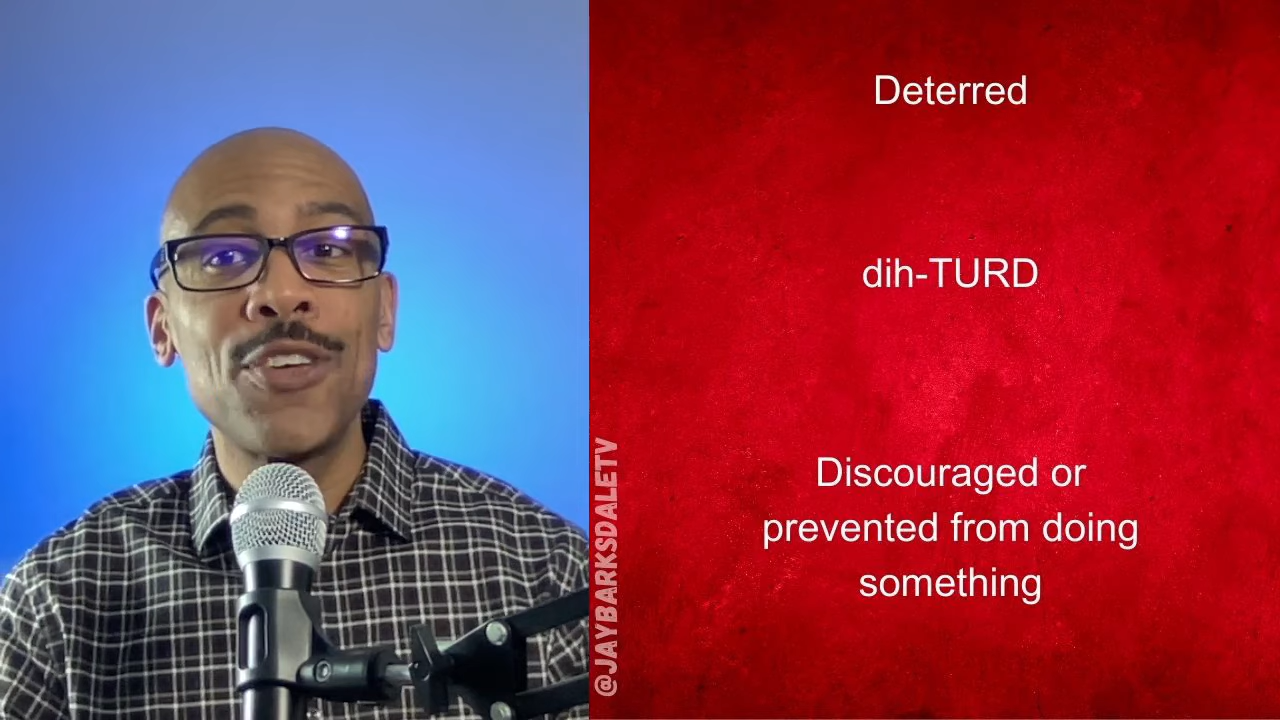 Deterred
dih-TURD
Discouraged or
prevented from doing
something
@JAYBARKSDALETV